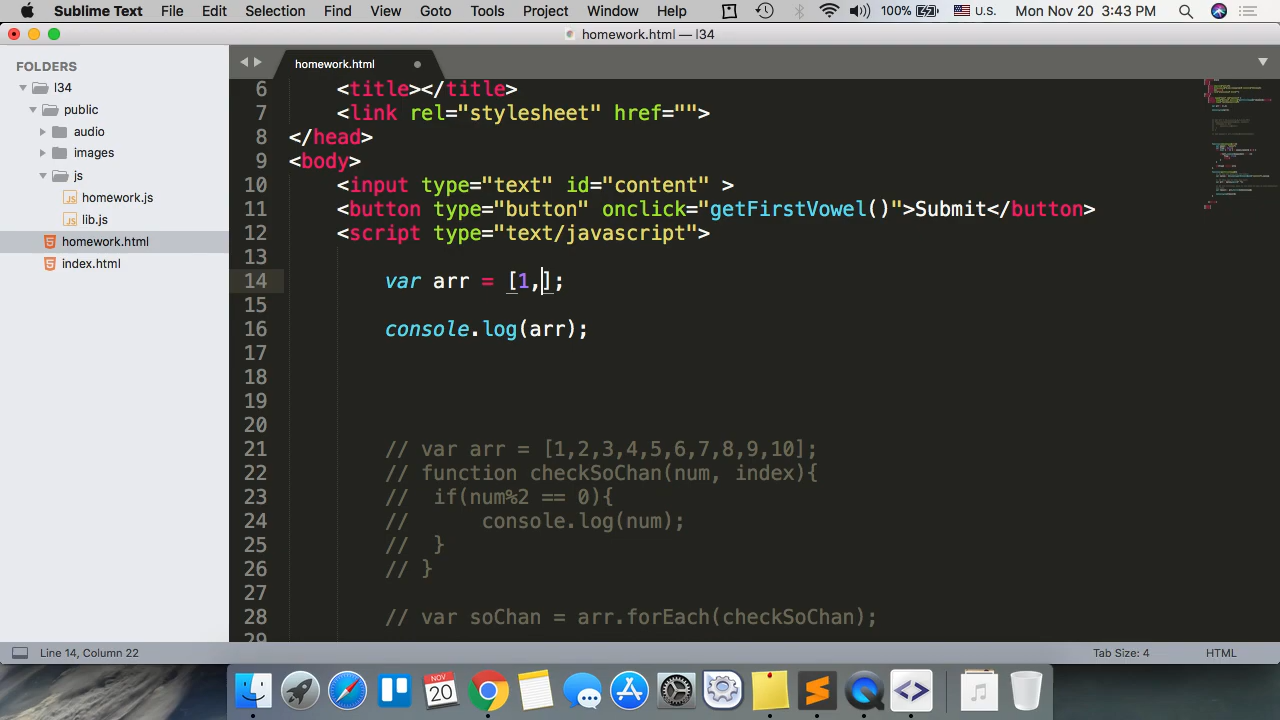 Sublime Text File Edit Selection Find View Goto Tools Project Window Help 100% U.S. Mon Nov 20 3:43 PM
homework.html — l34
FOLDERS
l34
public
audio
images
js
homework.js
lib.js
homework.html
index.html
homework.html
6 <title></title>
7 <link rel="stylesheet" href="">
8 </head>
9 <body>
10 <input type="text" id="content" >
11 <button type="button" onclick="getFirstVowel()">Submit</button>
12 <script type="text/javascript">
13
14 var arr = [1,];
15
16 console.log(arr);
17
18
19
20
21 // var arr = [1,2,3,4,5,6,7,8,9,10];
22 // function checkSoChan(num, index){
23 // if(num%2 == 0){
24 // console.log(num);
25 // }
26 // }
27
28 // var soChan = arr.forEach(checkSoChan);
29
Line 14, Column 22 Tab Size: 4 HTML
NOV
20